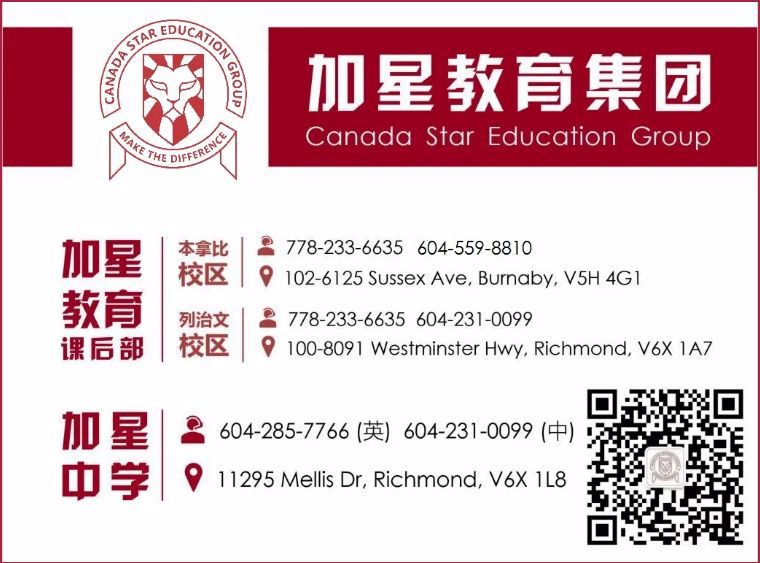 CANADA STAR EDUCATION GROUP
MAKE THE DIFFERENCE
加星教育集团
Canada Star Education Group
加星
教育
课后部
本拿比
校区
778-233-6635 604-559-8810
102-6125 Sussex Ave, Burnaby, V5H 4G1
列治文
校区
778-233-6635 604-231-0099
100-8091 Westminster Hwy, Richmond, V6X 1A7
加星
中学
604-285-7766 (英) 604-231-0099 (中)
11295 Mellis Dr, Richmond, V6X 1L8